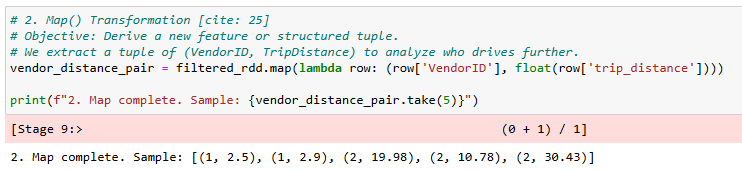 # 2. Map() Transformation [cite: 25]
# Objective: Derive a new feature or structured tuple.
# We extract a tuple of (VendorID, TripDistance) to analyze who drives further.
vendor_distance_pair = filtered_rdd.map(lambda row: (row['VendorID'], float(row['trip_distance'])))
print(f"2. Map complete. Sample: {vendor_distance_pair.take(5)}")
[Stage 9:> (0 + 1) / 1]
2. Map complete. Sample: [(1, 2.5), (1, 2.9), (2, 19.98), (2, 10.78), (2, 30.43)]